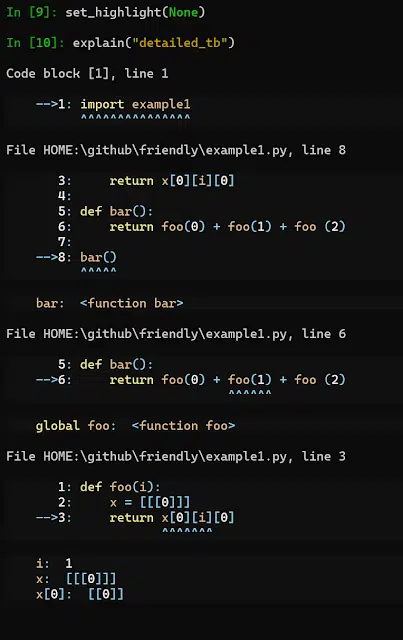 In [9]: set_highlight(None)
In [10]: explain("detailed_tb")
Code block [1], line 1
-->1: import example1
^^^^^^^^^^^^^^^
File HOME:\github\friendly\example1.py, line 8
3:     return x[0][i][0]
4:
5: def bar():
6:     return foo(0) + foo(1) + foo (2)
7:
-->8: bar()
^^^^^
bar:  <function bar>
File HOME:\github\friendly\example1.py, line 6
5: def bar():
-->6:     return foo(0) + foo(1) + foo (2)
^^^^^^
global foo:  <function foo>
File HOME:\github\friendly\example1.py, line 3
1: def foo(i):
2:     x = [[[0]]]
-->3:     return x[0][i][0]
^^^^^^^
i:  1
x:  [[[0]]]
x[0]:  [[0]]